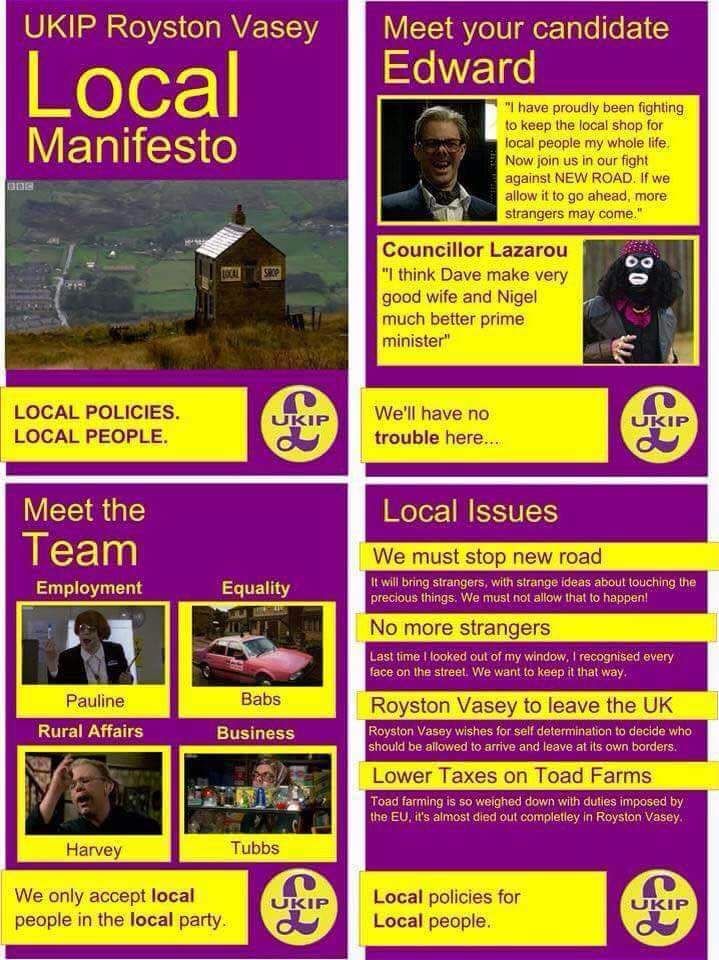 UKIP Royston Vasey
Local
Manifesto
BBC
LOCAL SHOP
LOCAL POLICIES.
LOCAL PEOPLE.
UKIP
Meet your candidate
Edward
"I have proudly been fighting
to keep the local shop for
local people my whole life.
Now join us in our fight
against NEW ROAD. If we
allow it to go ahead, more
strangers may come."
Councillor Lazarou
"I think Dave make very
good wife and Nigel
much better prime
minister"
We'll have no
trouble here...
UKIP
Meet the
Team
Employment
Equality
Pauline
Babs
Rural Affairs
Business
Harvey
Tubbs
We only accept local
people in the local party.
UKIP
Local Issues
We must stop new road
It will bring strangers, with strange ideas about touching the
precious things. We must not allow that to happen!
No more strangers
Last time I looked out of my window, I recognised every
face on the street. We want to keep it that way.
Royston Vasey to leave the UK
Royston Vasey wishes for self determination to decide who
should be allowed to arrive and leave at its own borders.
Lower Taxes on Toad Farms
Toad farming is so weighed down with duties imposed by
the EU, it's almost died out completley in Royston Vasey.
Local policies for
Local people.
UKIP